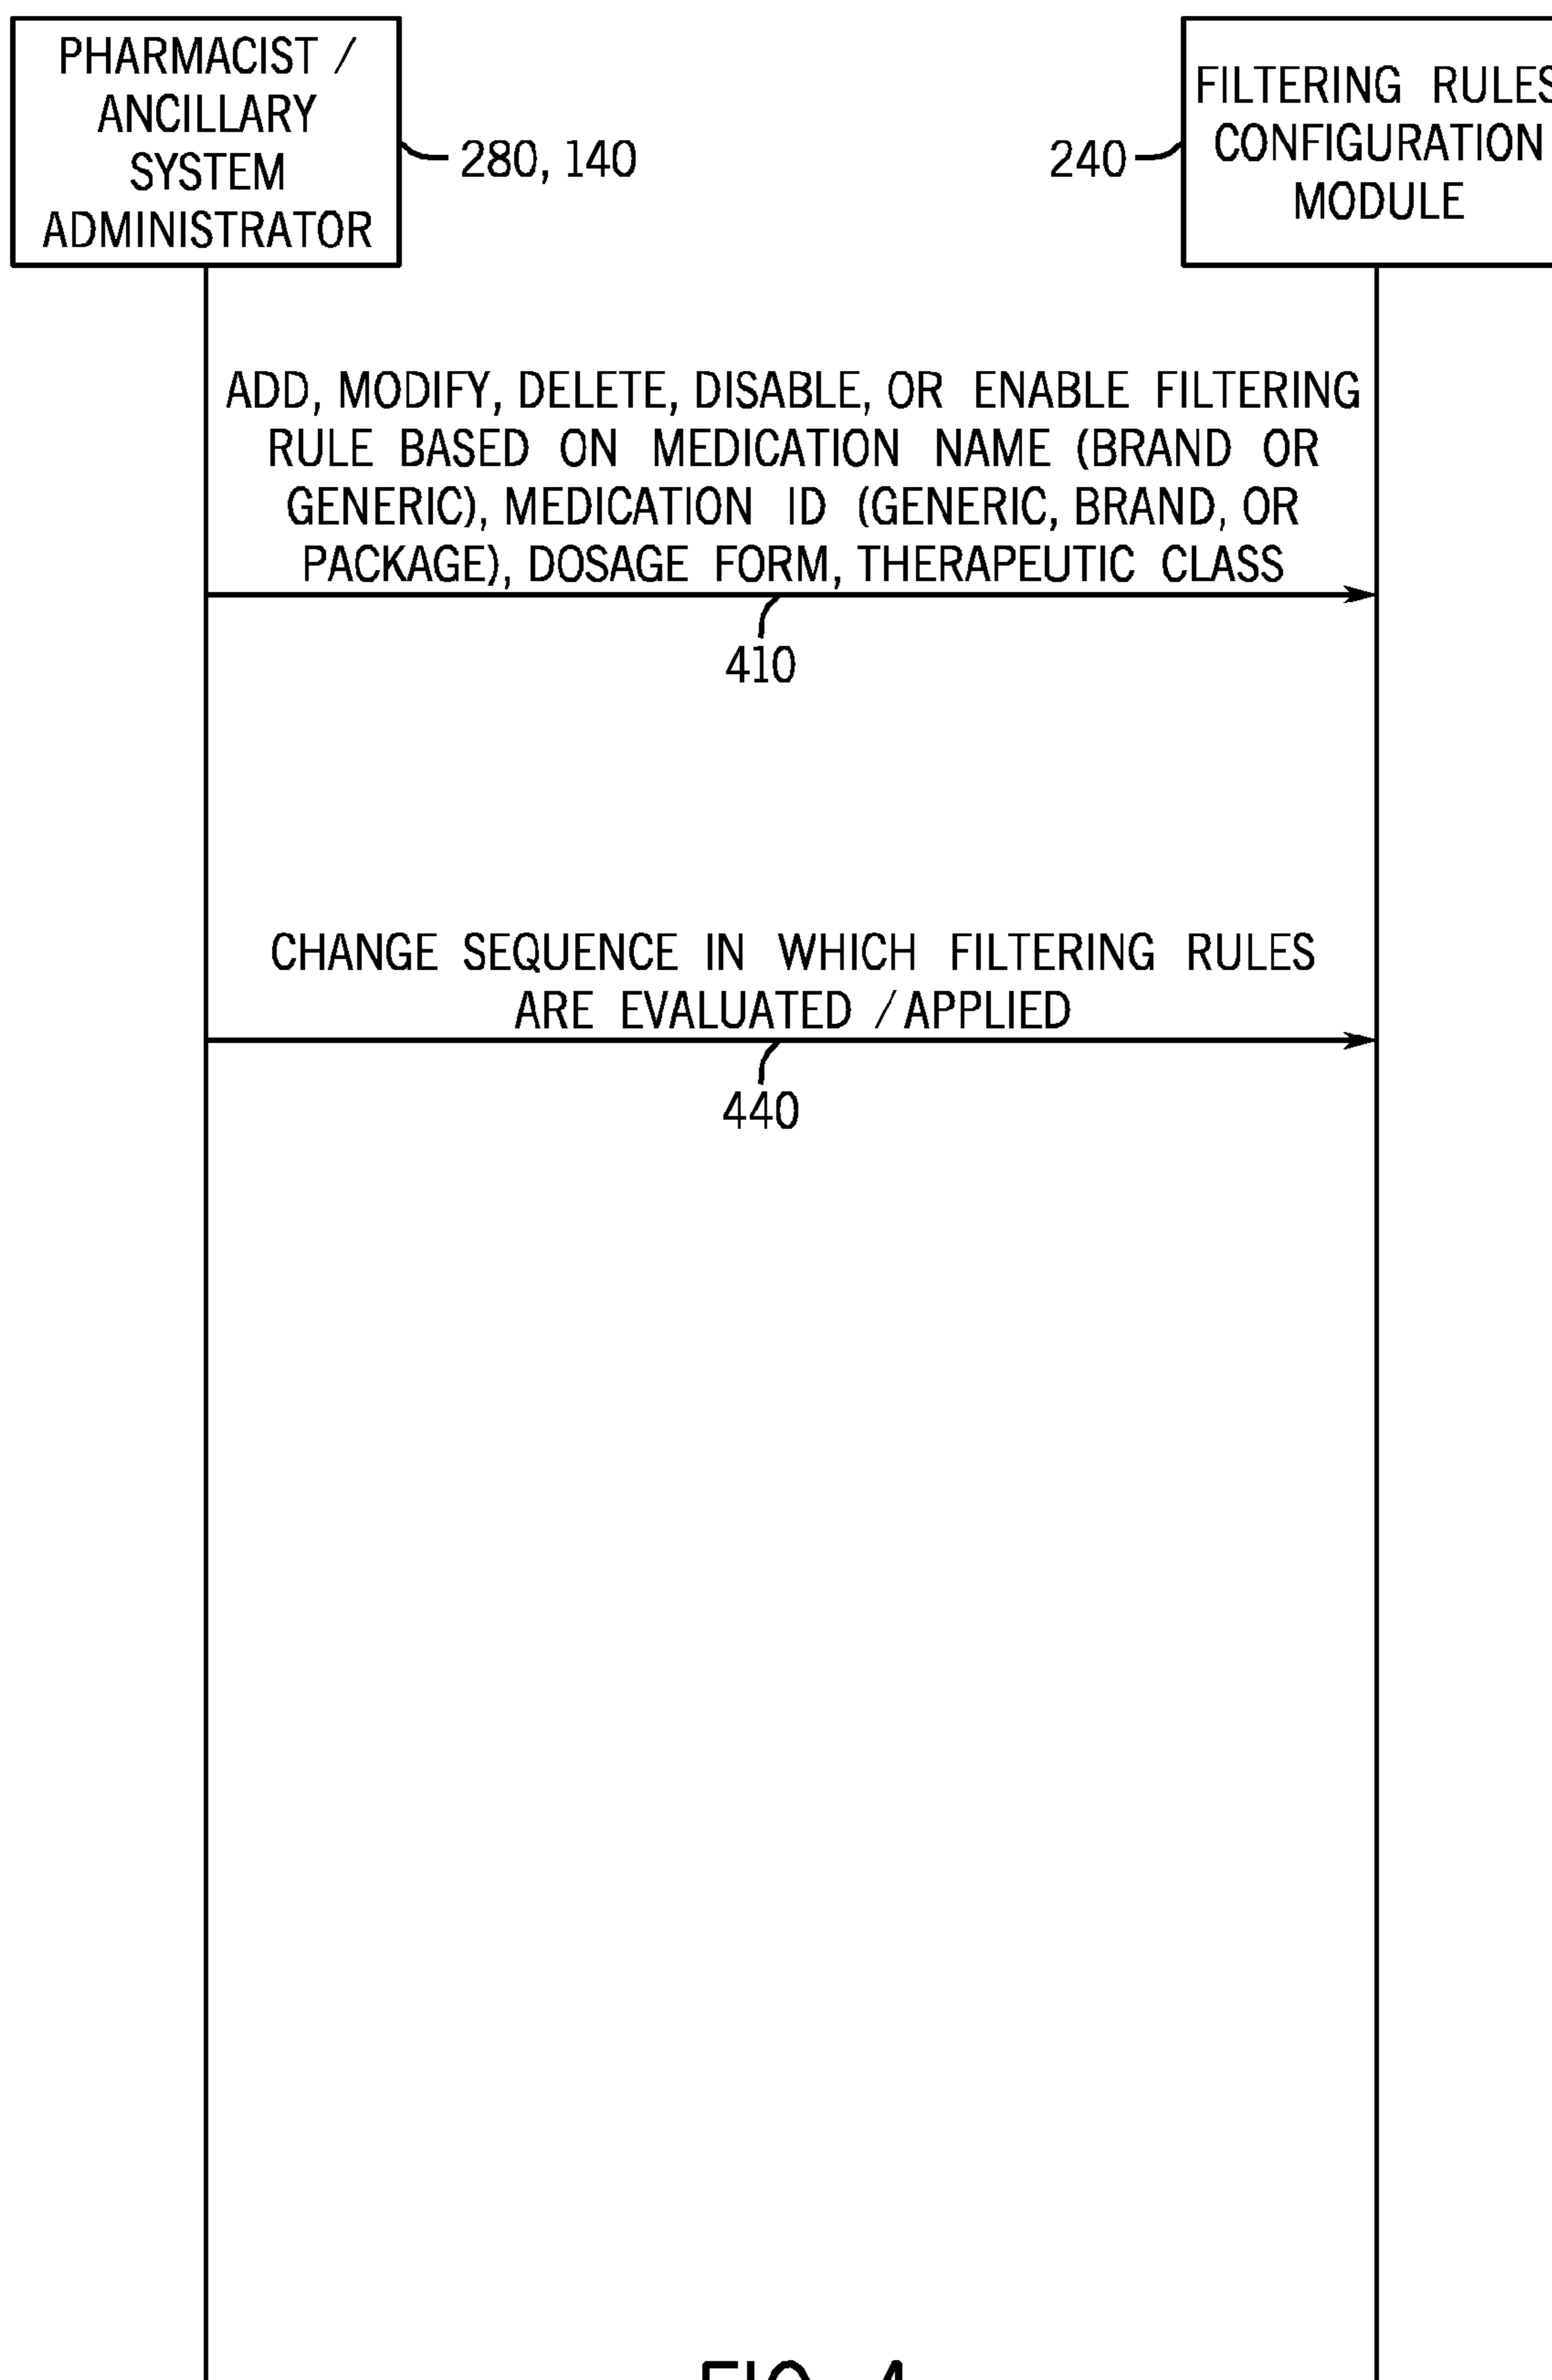 PHARMACIST /
ANCILLARY
SYSTEM
ADMINISTRATOR
280, 140
240
FILTERING RULES
CONFIGURATION
MODULE
ADD, MODIFY, DELETE, DISABLE, OR ENABLE FILTERING
RULE BASED ON MEDICATION NAME (BRAND OR
GENERIC), MEDICATION ID (GENERIC, BRAND, OR
PACKAGE), DOSAGE FORM, THERAPEUTIC CLASS
410
CHANGE SEQUENCE IN WHICH FILTERING RULES
ARE EVALUATED / APPLIED
440
FIG. 4